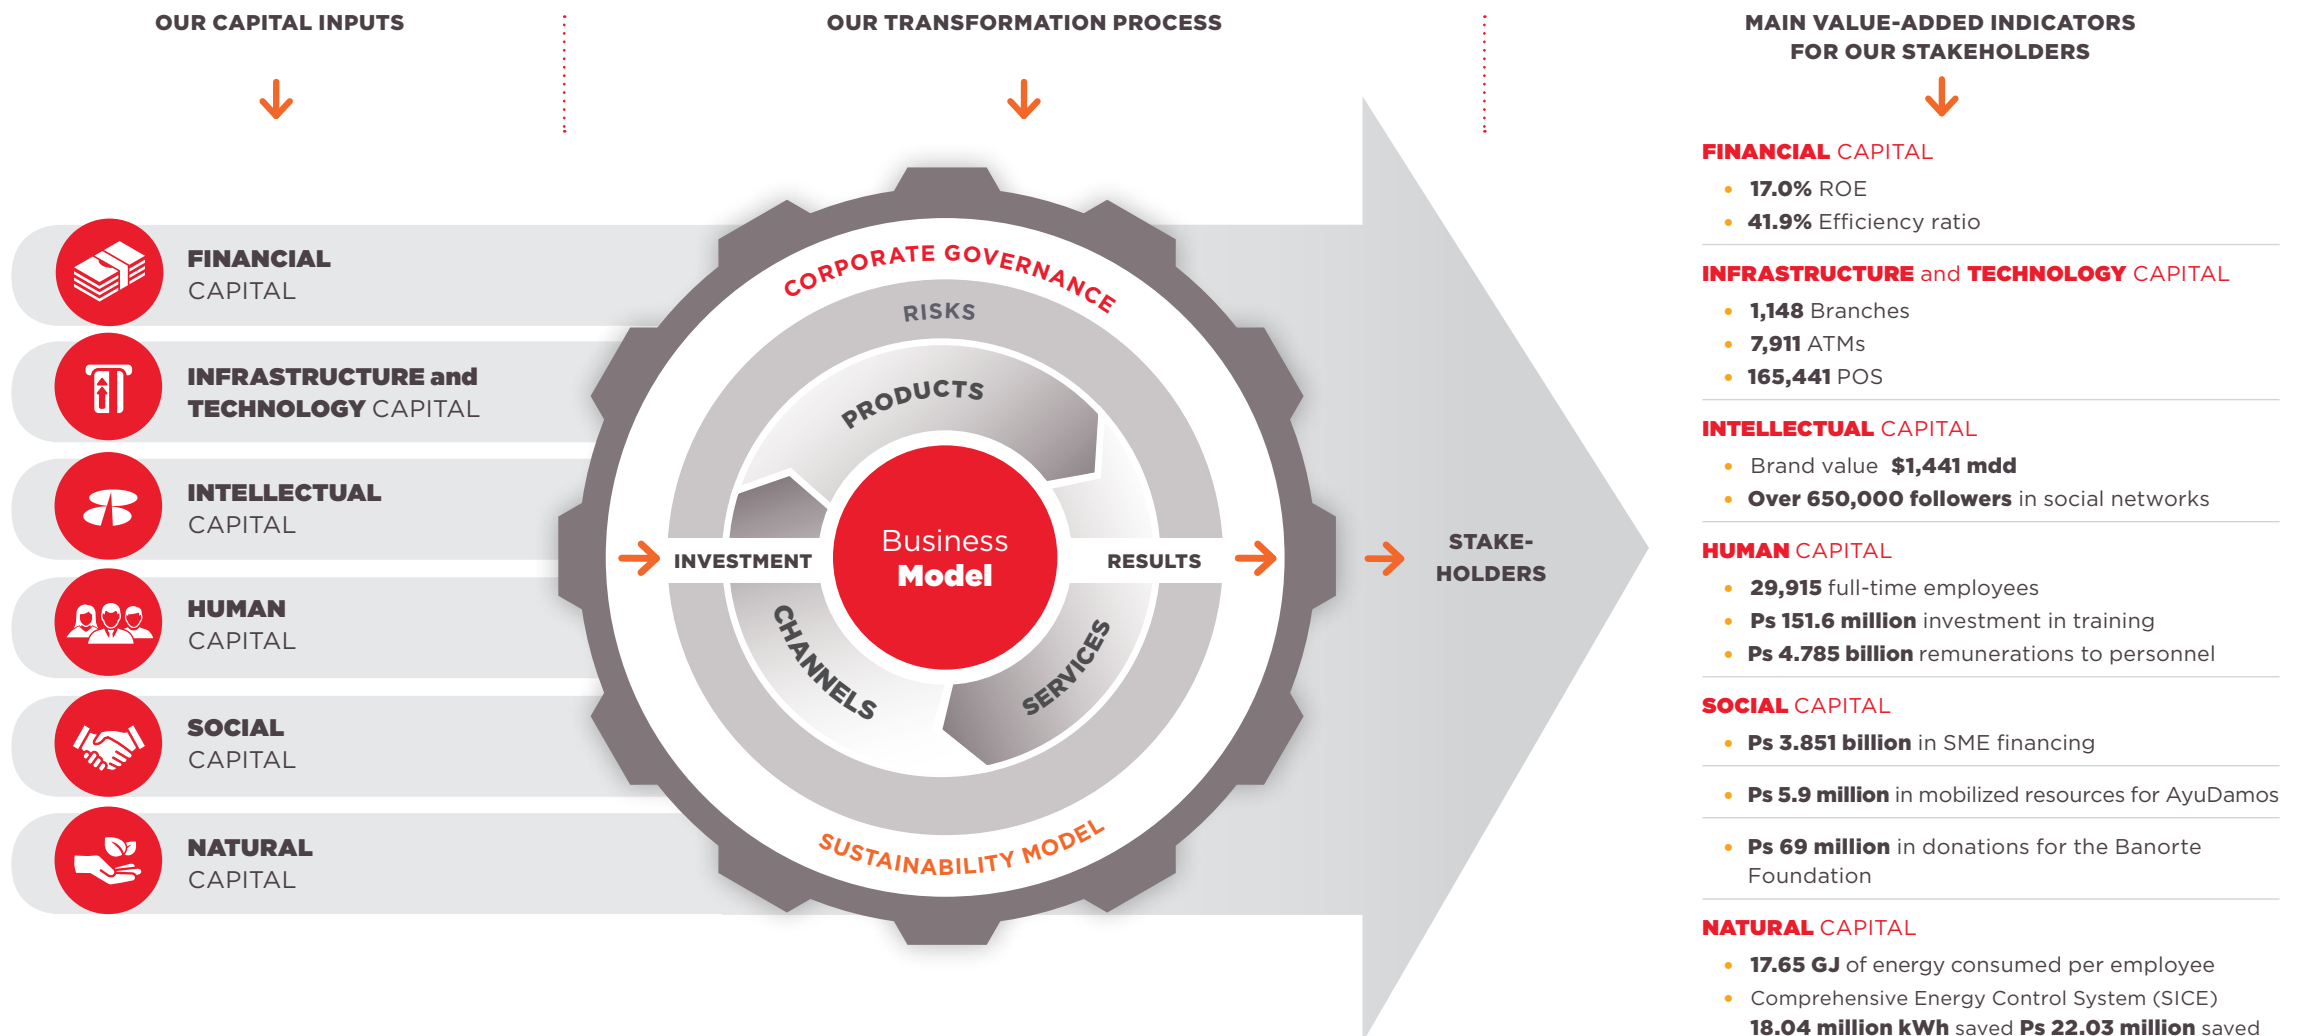 OUR CAPITAL INPUTS
OUR TRANSFORMATION PROCESS
MAIN VALUE-ADDED INDICATORS
FOR OUR STAKEHOLDERS
FINANCIAL
CAPITAL
INFRASTRUCTURE and
TECHNOLOGY CAPITAL
INTELLECTUAL
CAPITAL
HUMAN
CAPITAL
SOCIAL
CAPITAL
NATURAL
CAPITAL
CORPORATE GOVERNANCE
RISKS
PRODUCTS
INVESTMENT
Business
Model
RESULTS
CHANNELS
SERVICES
SUSTAINABILITY MODEL
STAKE-
HOLDERS
FINANCIAL CAPITAL
• 17.0% ROE
• 41.9% Efficiency ratio
INFRASTRUCTURE and TECHNOLOGY CAPITAL
• 1,148 Branches
• 7,911 ATMs
• 165,441 POS
INTELLECTUAL CAPITAL
• Brand value $1,441 mdd
• Over 650,000 followers in social networks
HUMAN CAPITAL
• 29,915 full-time employees
• Ps 151.6 million investment in training
• Ps 4.785 billion remunerations to personnel
SOCIAL CAPITAL
• Ps 3.851 billion in SME financing
• Ps 5.9 million in mobilized resources for AyuDamos
• Ps 69 million in donations for the Banorte
Foundation
NATURAL CAPITAL
• 17.65 GJ of energy consumed per employee
• Comprehensive Energy Control System (SICE)
18.04 million kWh saved Ps 22.03 million saved